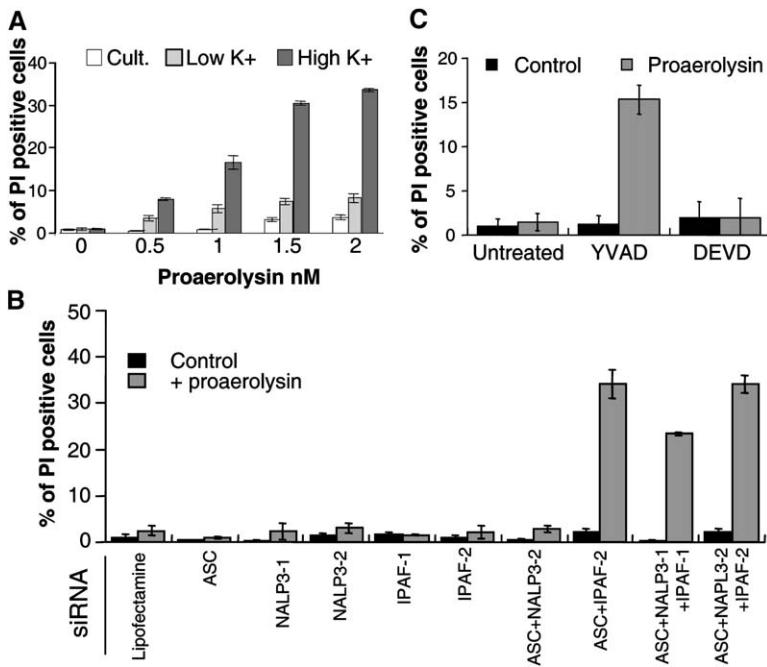 A
Cult. Low K+ High K+
% of PI positive cells
40
30
20
10
0
0 0.5 1 1.5 2
Proaerolysin nM
C
20
Control Proaerolysin
15
10
5
0
% of PI positive cells
Untreated YVAD DEVD
B
50
40
30
20
10
0
% of PI positive cells
Control
+ proaerolysin
siRNA
Lipofectamine
ASC
NALP3-1
NALP3-2
IPAF-1
IPAF-2
ASC+NALP3-2
ASC+IPAF-2
ASC+NALP3-1
+IPAF-1
ASC+NAPL3-2
+IPAF-2